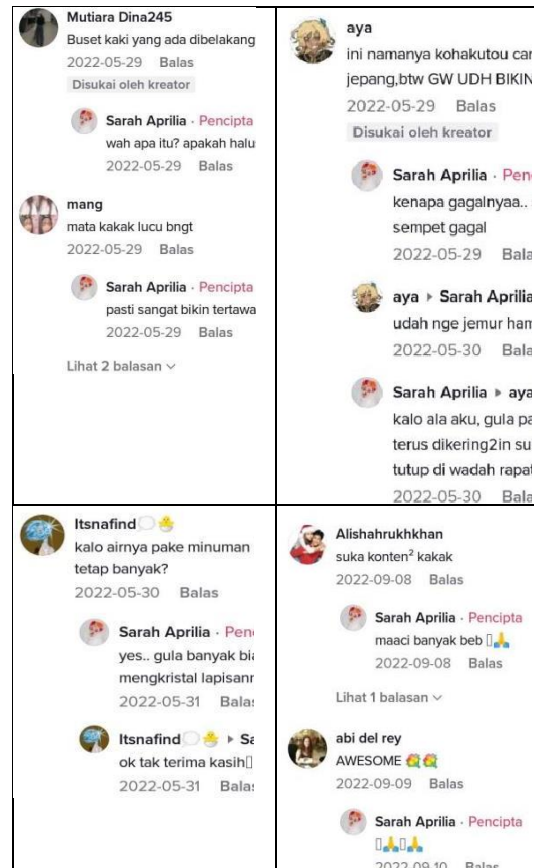 Mutiara Dina245
Buset kaki yang ada dibelakang
2022-05-29 Balas
Disukai oleh kreator
Sarah Aprilia · Pencipta
wah apa itu? apakah halu
2022-05-29 Balas
mang
mata kakak lucu bngt
2022-05-29 Balas
Sarah Aprilia · Pencipta
pasti sangat bikin tertawa
2022-05-29 Balas
Lihat 2 balasan
aya
ini namanya kohakutou
jepang,btw GW UDH BIKIN
2022-05-29 Balas
Disukai oleh kreator
Sarah Aprilia ·
kenapa gagalnyaa..
sempet gagal
2022-05-29
aya ▸ Sarah Aprilia
udah nge jemur
2022-05-30
Sarah Aprilia ▸ aya
kalo ala aku, gula
terus dikering2in
tutup di wadah
2022-05-30
Itsnafind💭🐣
kalo airnya pake minuman
tetap banyak?
2022-05-30 Balas
Sarah Aprilia ·
yes.. gula banyak
mengkristal
2022-05-31
Itsnafind💭🐣 ▸
ok tak terima kasih
2022-05-31
Alishahrukhkhan
suka konten² kakak
2022-09-08 Balas
Sarah Aprilia · Pencipta
maaci banyak beb 🙏
2022-09-08 Balas
Lihat 1 balasan
abi del rey
AWESOME 💐💐
2022-09-09 Balas
Sarah Aprilia · Pencipta
🙏🙏
2022-09-10 Balas